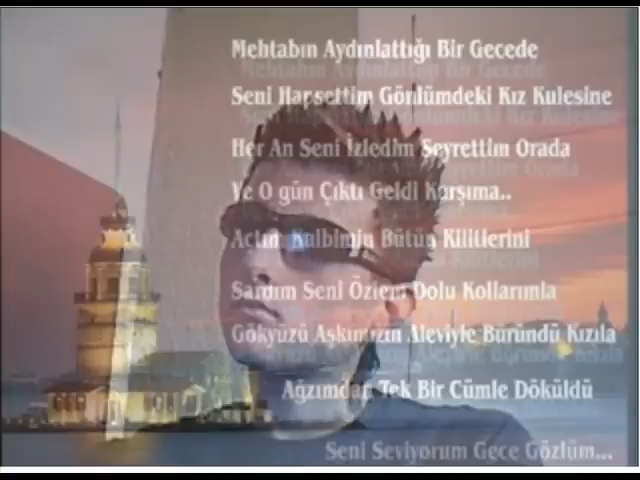 Mehtabın Aydınlattığı Bir Gecede
Seni Hapsettim Gönlümdeki Kız Kulesine
Her An Seni İzledim Seyrettim Orada
Ve O gün Çıktı Geldi Karşıma..
Açtım Kalbimin Bütün Kilitlerini
Sardım Seni Özlem Dolu Kollarımla
Gökyüzü Aşkımızın Aleviyle Büründü Kızıla
Ağzımdan Tek Bir Cümle Döküldü
Seni Seviyorum Gece Gözlüm...